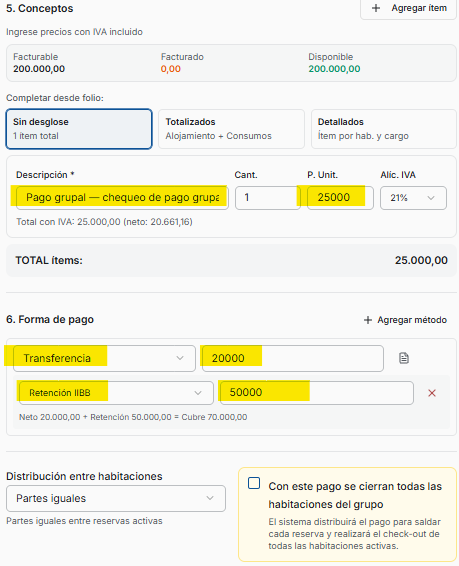 5. Conceptos
+ Agregar ítem
Ingrese precios con IVA incluido
Facturable Facturado Disponible
200.000,00 0,00 200.000,00
Completar desde folio:
Sin desglose Totalizados Detallados
1 ítem total Alojamiento + Consumos Ítem por hab. y cargo
Descripción * Cant. P. Unit. Alíc. IVA
Pago grupal — chequeo de pago grupa 1 25000 21%
Total con IVA: 25.000,00 (neto: 20.661,16)
TOTAL ítems: 25.000,00
6. Forma de pago
+ Agregar método
Transferencia 20000
Retención IIBB 50000
Neto 20.000,00 + Retención 50.000,00 = Cubre 70.000,00
Distribución entre habitaciones
Partes iguales
Partes iguales entre reservas activas
Con este pago se cierran todas las
habitaciones del grupo
El sistema distribuirá el pago para saldar
cada reserva y realizará el check-out de
todas las habitaciones activas.